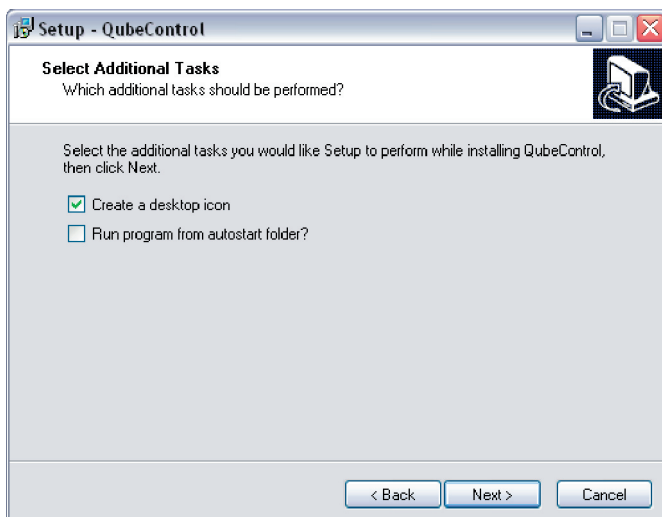 Setup - QubeControl
Select Additional Tasks
Which additional tasks should be performed?
Select the additional tasks you would like Setup to perform while installing QubeControl,
then click Next.
Create a desktop icon
Run program from autostart folder?
< Back
Next >
Cancel